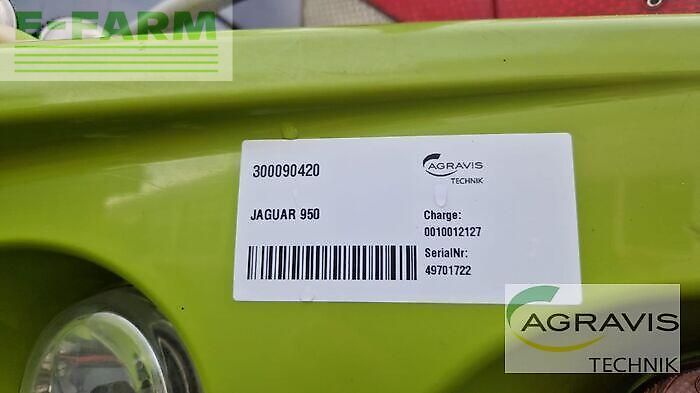 E-FARM
300090420
AGRAVIS
TECHNIK
JAGUAR 950
Charge:
0010012127
SerialNr:
49701722
AGRAVIS
TECHNIK